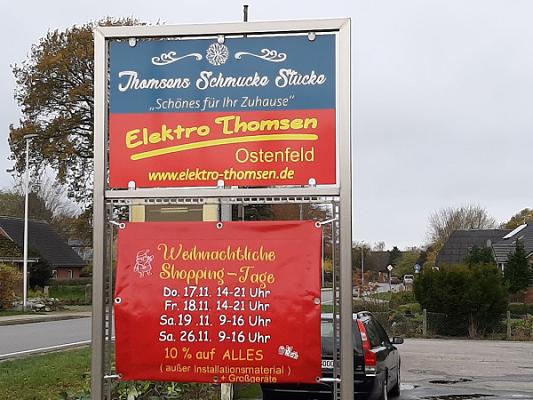 Thomsens Schmucke Stücke
„Schönes für Ihr Zuhause"
Elektro Thomsen
Ostenfeld
www.elektro-thomsen.de
Weihnachtliche
Shopping-Tage
Do. 17.11. 14-21 Uhr
Fr. 18.11. 14-21 Uhr
Sa. 19.11. 9-16 Uhr
Sa. 26.11. 9-16 Uhr
10 % auf ALLES
( außer Installationsmaterial )
+ Großgeräte